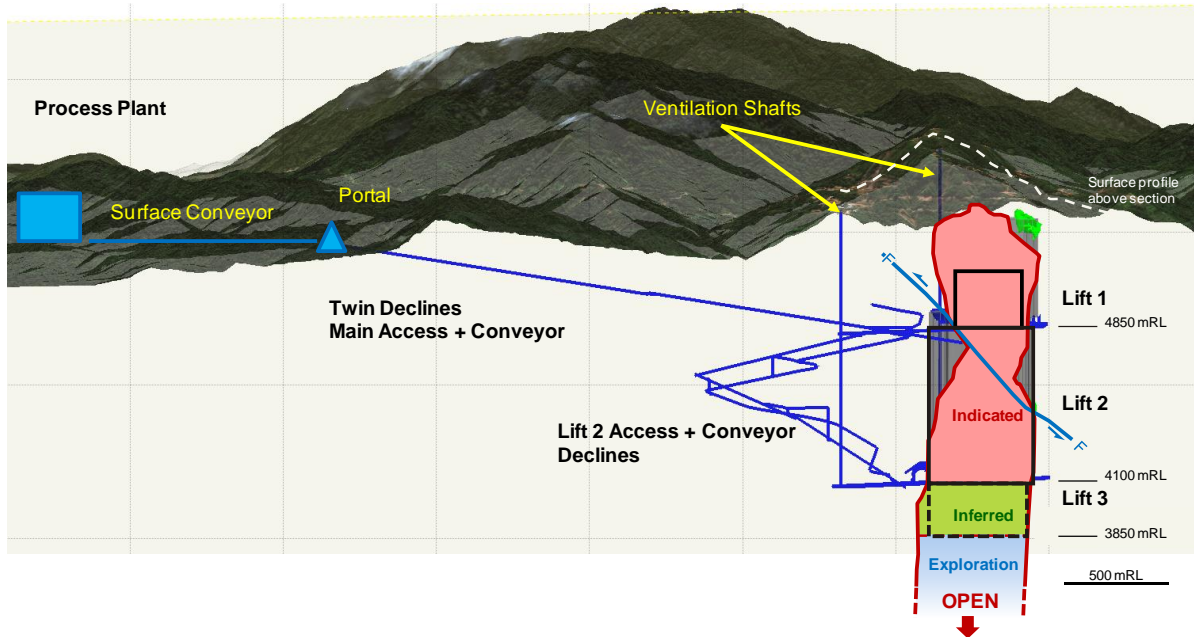 Process Plant
Ventilation Shafts
Portal
Surface Conveyor
Surface profile
above section
F
Twin Declines
Main Access + Conveyor
Lift 1
4850 mRL
Lift 2
Indicated
Lift 2 Access + Conveyor
Declines
F
4100 mRL
Lift 3
Inferred
3850 mRL
Exploration
500 mRL
OPEN